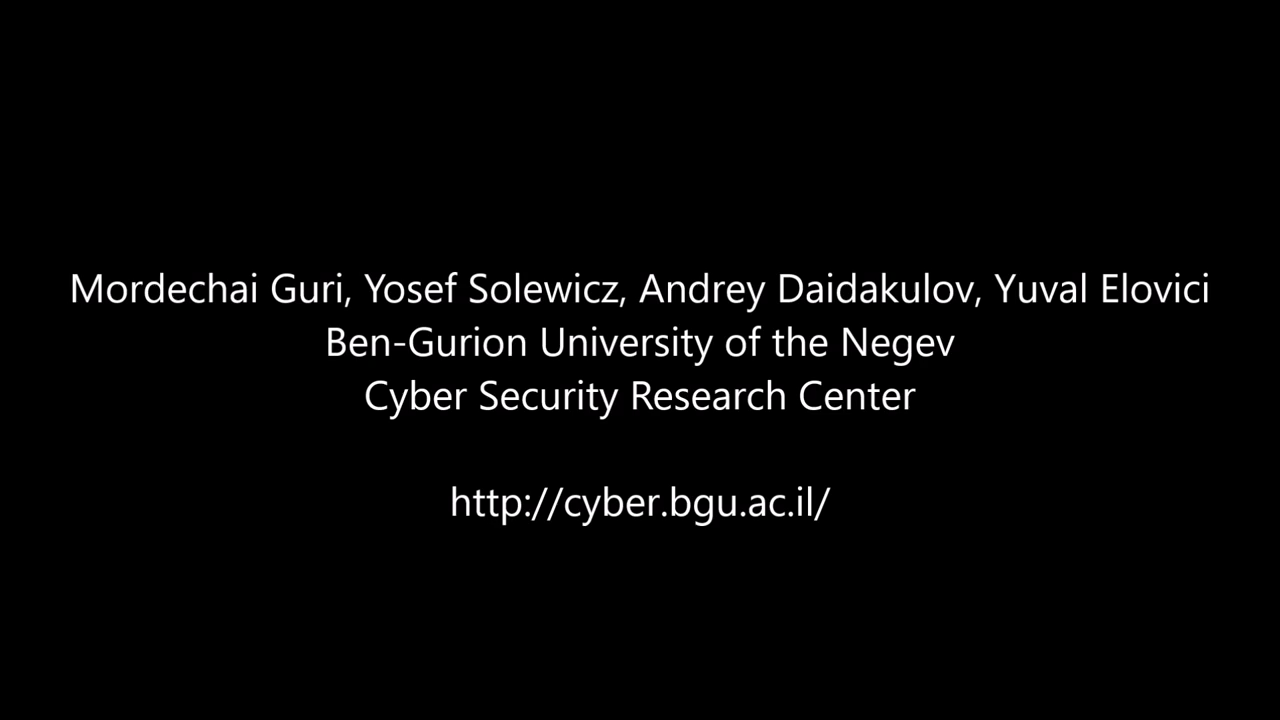 Mordechai Guri, Yosef Solewicz, Andrey Daidakulov, Yuval Elovici
Ben-Gurion University of the Negev
Cyber Security Research Center
http://cyber.bgu.ac.il/